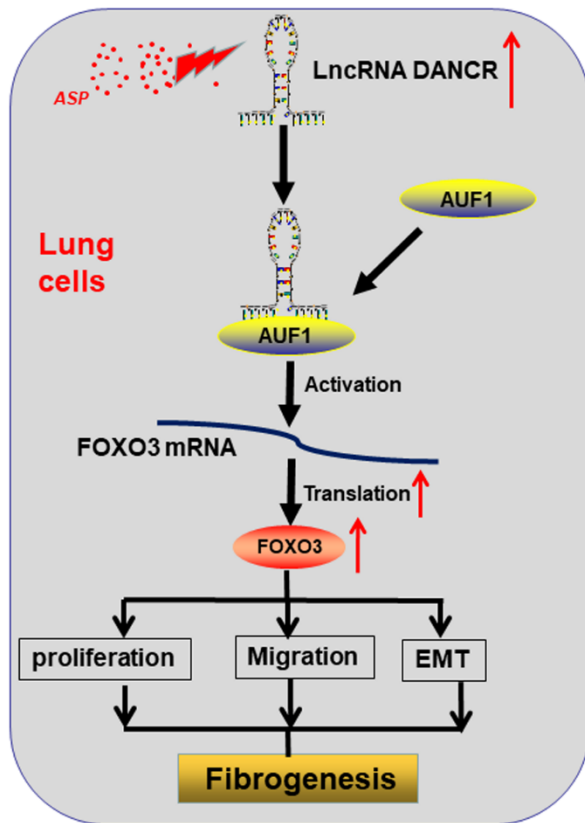 ASP
LncRNA DANCR
AUF1
Lung
cells
AUF1
Activation
FOXO3 mRNA
Translation
FOXO3
proliferation
Migration
EMT
Fibrogenesis